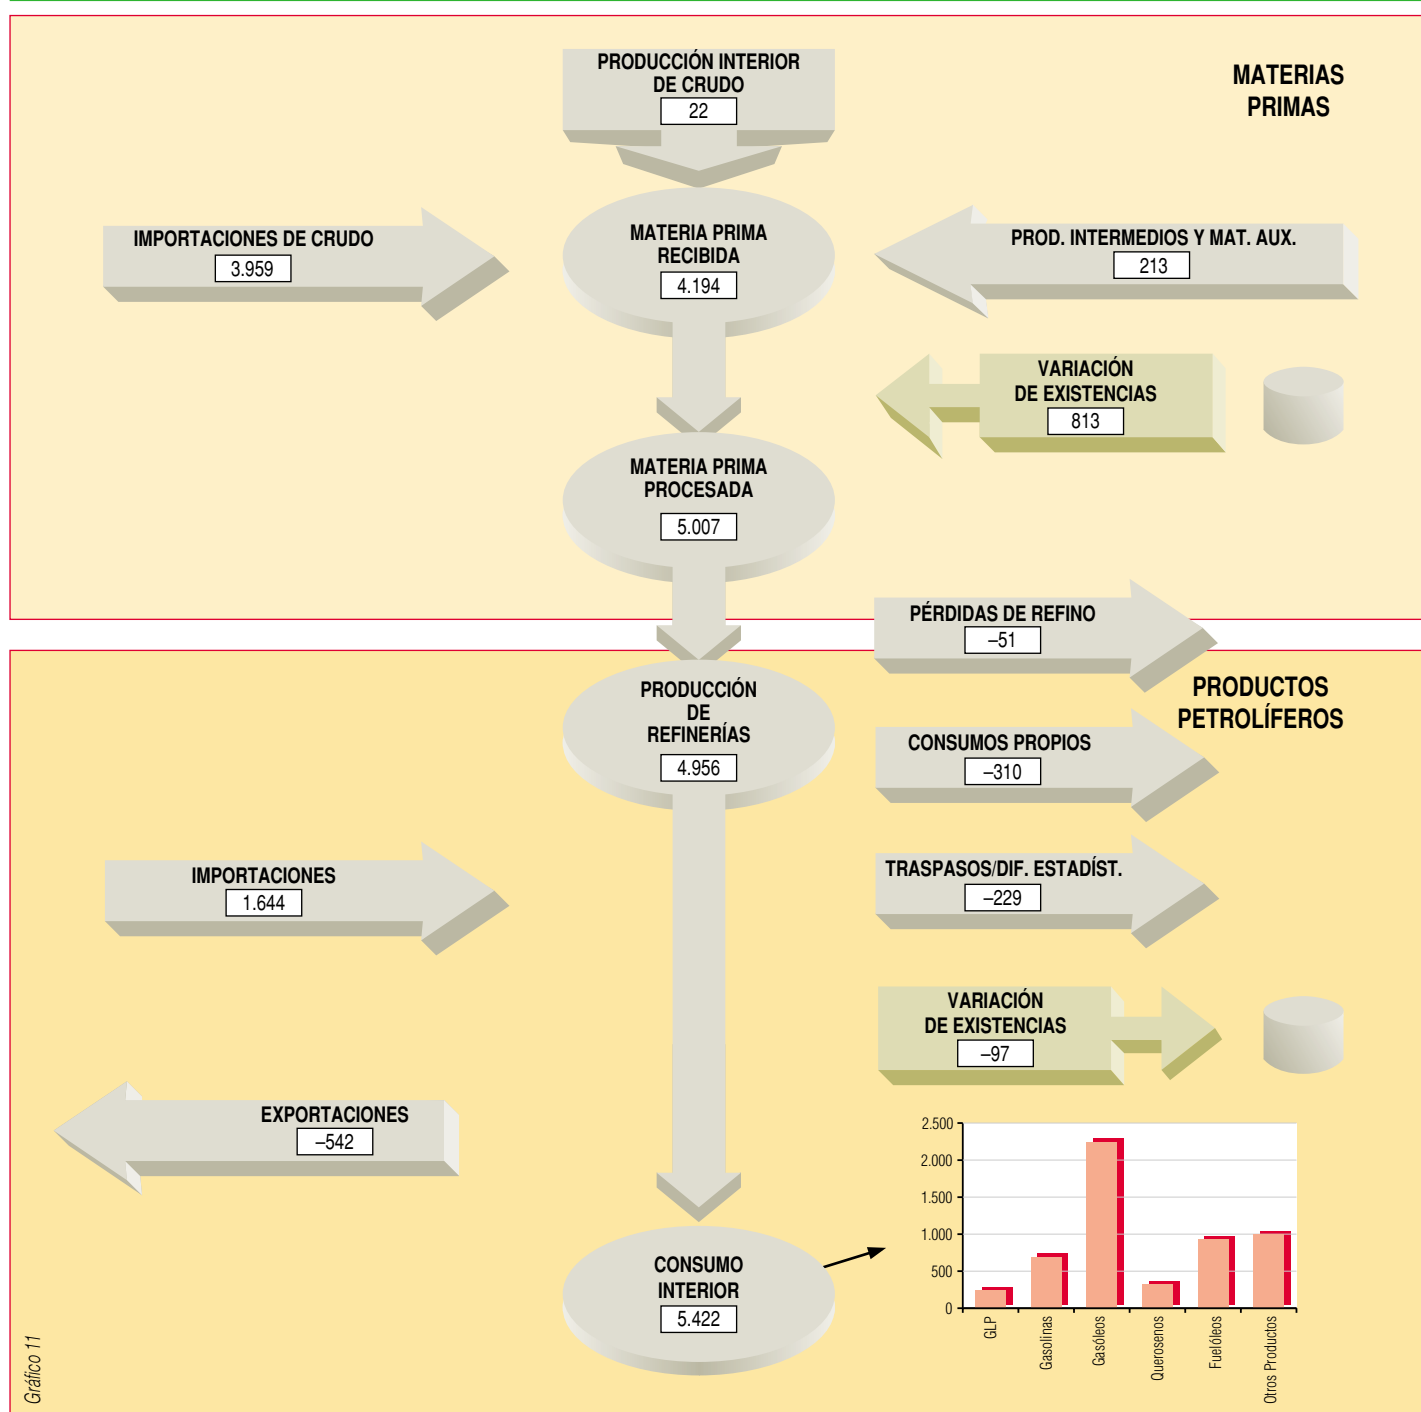 PRODUCCIÓN INTERIOR
DE CRUDO
22
MATERIAS
PRIMAS
IMPORTACIONES DE CRUDO
3.959
MATERIA PRIMA
RECIBIDA
4.194
PROD. INTERMEDIOS Y MAT. AUX.
213
VARIACIÓN
DE EXISTENCIAS
813
MATERIA PRIMA
PROCESADA
5.007
PÉRDIDAS DE REFINO
–51
PRODUCTOS
PETROLÍFEROS
PRODUCCIÓN
DE
REFINERÍAS
4.956
CONSUMOS PROPIOS
–310
IMPORTACIONES
1.644
TRASPASOS/DIF. ESTADÍST.
–229
VARIACIÓN
DE EXISTENCIAS
–97
EXPORTACIONES
–542
CONSUMO
INTERIOR
5.422
2.500
2.000
1.500
1.000
500
0
GLP
Gasolinas
Gasóleos
Querosenos
Fuelóleos
Otros Productos
Gráfico 11